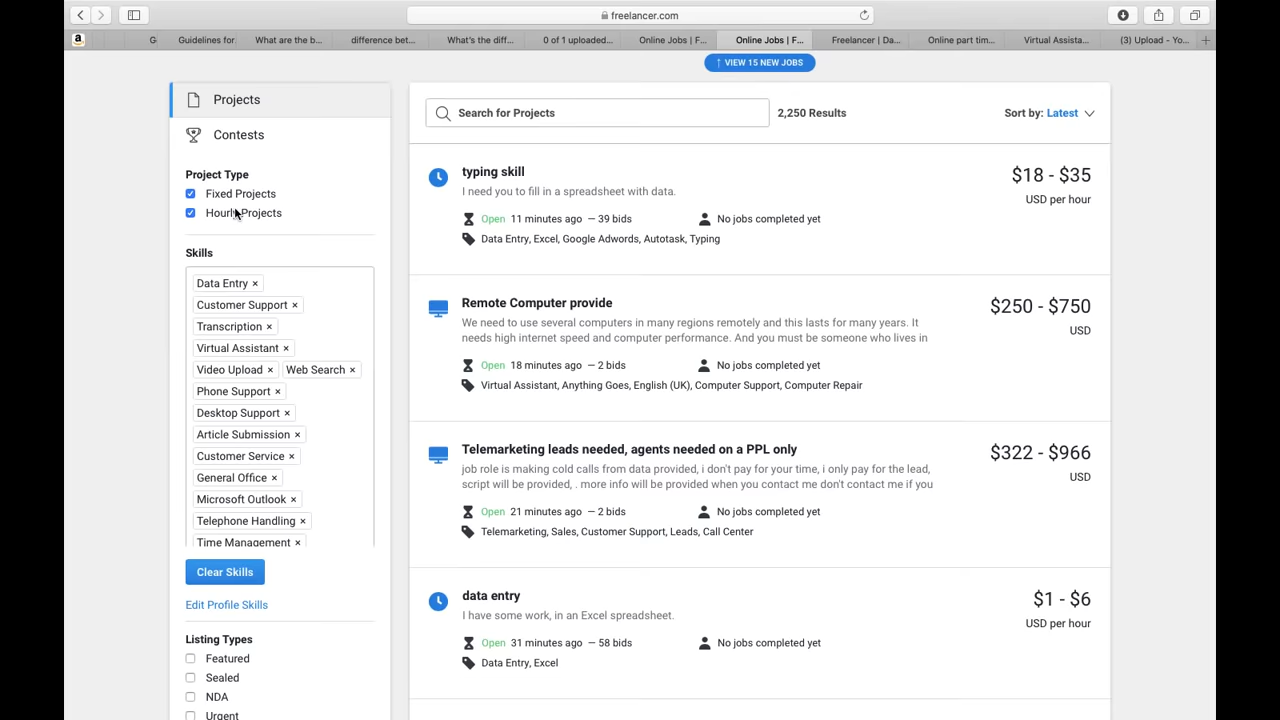 freelancer.com
G
Guidelines for
What are the b...
difference bet...
What's the diff...
0 of 1 uploaded...
Online Jobs | F...
Online Jobs | F...
Freelancer | Da...
Online part tim...
Virtual Assista...
(3) Upload - Yo...
↑ VIEW 15 NEW JOBS
Projects
Contests
Project Type
Fixed Projects
Hourly Projects
Skills
Data Entry ×
Customer Support ×
Transcription ×
Virtual Assistant ×
Video Upload × Web Search ×
Phone Support ×
Desktop Support ×
Article Submission ×
Customer Service ×
General Office ×
Microsoft Outlook ×
Telephone Handling ×
Time Management ×
Clear Skills
Edit Profile Skills
Listing Types
Featured
Sealed
NDA
Urgent
Search for Projects
2,250 Results
Sort by: Latest
typing skill
$18 - $35
USD per hour
I need you to fill in a spreadsheet with data.
Open 11 minutes ago — 39 bids
No jobs completed yet
Data Entry, Excel, Google Adwords, Autotask, Typing
Remote Computer provide
$250 - $750
USD
We need to use several computers in many regions remotely and this lasts for many years. It
needs high internet speed and computer performance. And you must be someone who lives in
Open 18 minutes ago — 2 bids
No jobs completed yet
Virtual Assistant, Anything Goes, English (UK), Computer Support, Computer Repair
Telemarketing leads needed, agents needed on a PPL only
$322 - $966
USD
job role is making cold calls from data provided, i don't pay for your time, i only pay for the lead,
script will be provided, . more info will be provided when you contact me don't contact me if you
Open 21 minutes ago — 2 bids
No jobs completed yet
Telemarketing, Sales, Customer Support, Leads, Call Center
data entry
$1 - $6
USD per hour
I have some work, in an Excel spreadsheet.
Open 31 minutes ago — 58 bids
No jobs completed yet
Data Entry, Excel